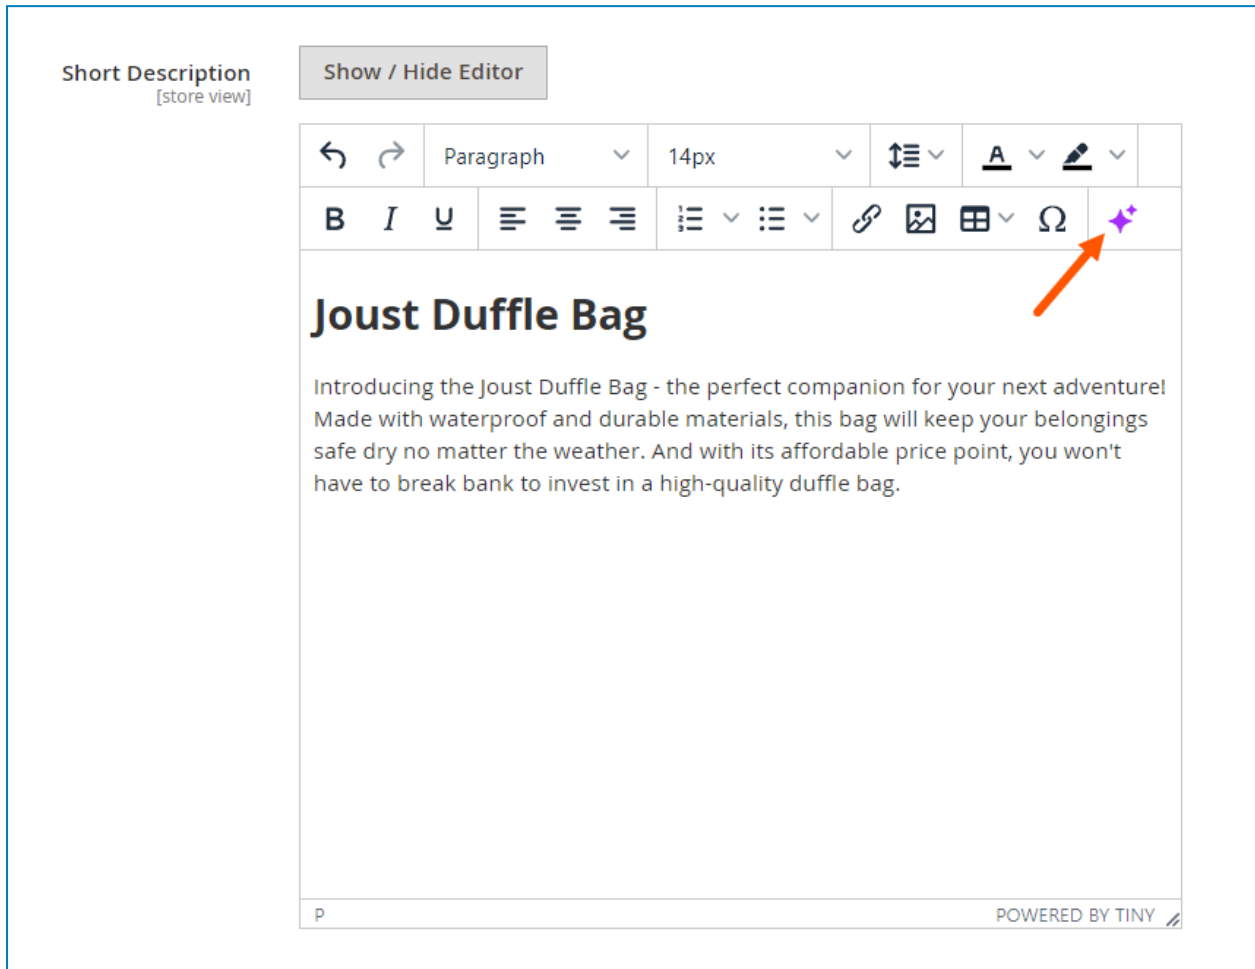 Short Description
[store view]
Show / Hide Editor
Paragraph
14px
A
B I U
Ω
Joust Duffle Bag
Introducing the Joust Duffle Bag - the perfect companion for your next adventure!
Made with waterproof and durable materials, this bag will keep your belongings
safe dry no matter the weather. And with its affordable price point, you won't
have to break bank to invest in a high-quality duffle bag.
P
POWERED BY TINY